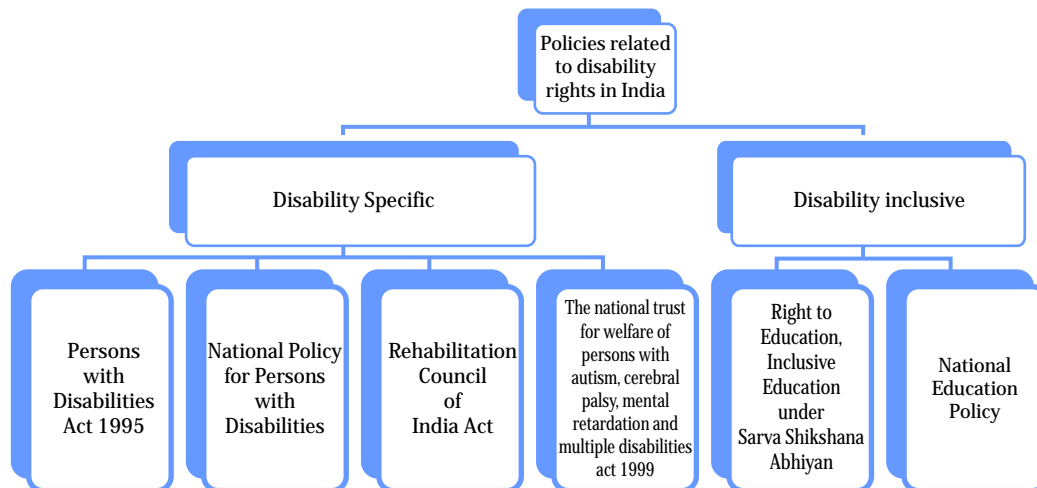 Policies related
to disability
rights in India
Disability Specific
Disability inclusive
Persons
with
Disabilities
Act 1995
National Policy
for Persons
with
Disabilities
Rehabilitation
Council
of
India Act
The national trust
for welfare of
persons with
autism, cerebral
palsy, mental
retardation and
multiple disabilities
act 1999
Right to
Education,
Inclusive
Education
under
Sarva Shikshana
Abhiyan
National
Education
Policy